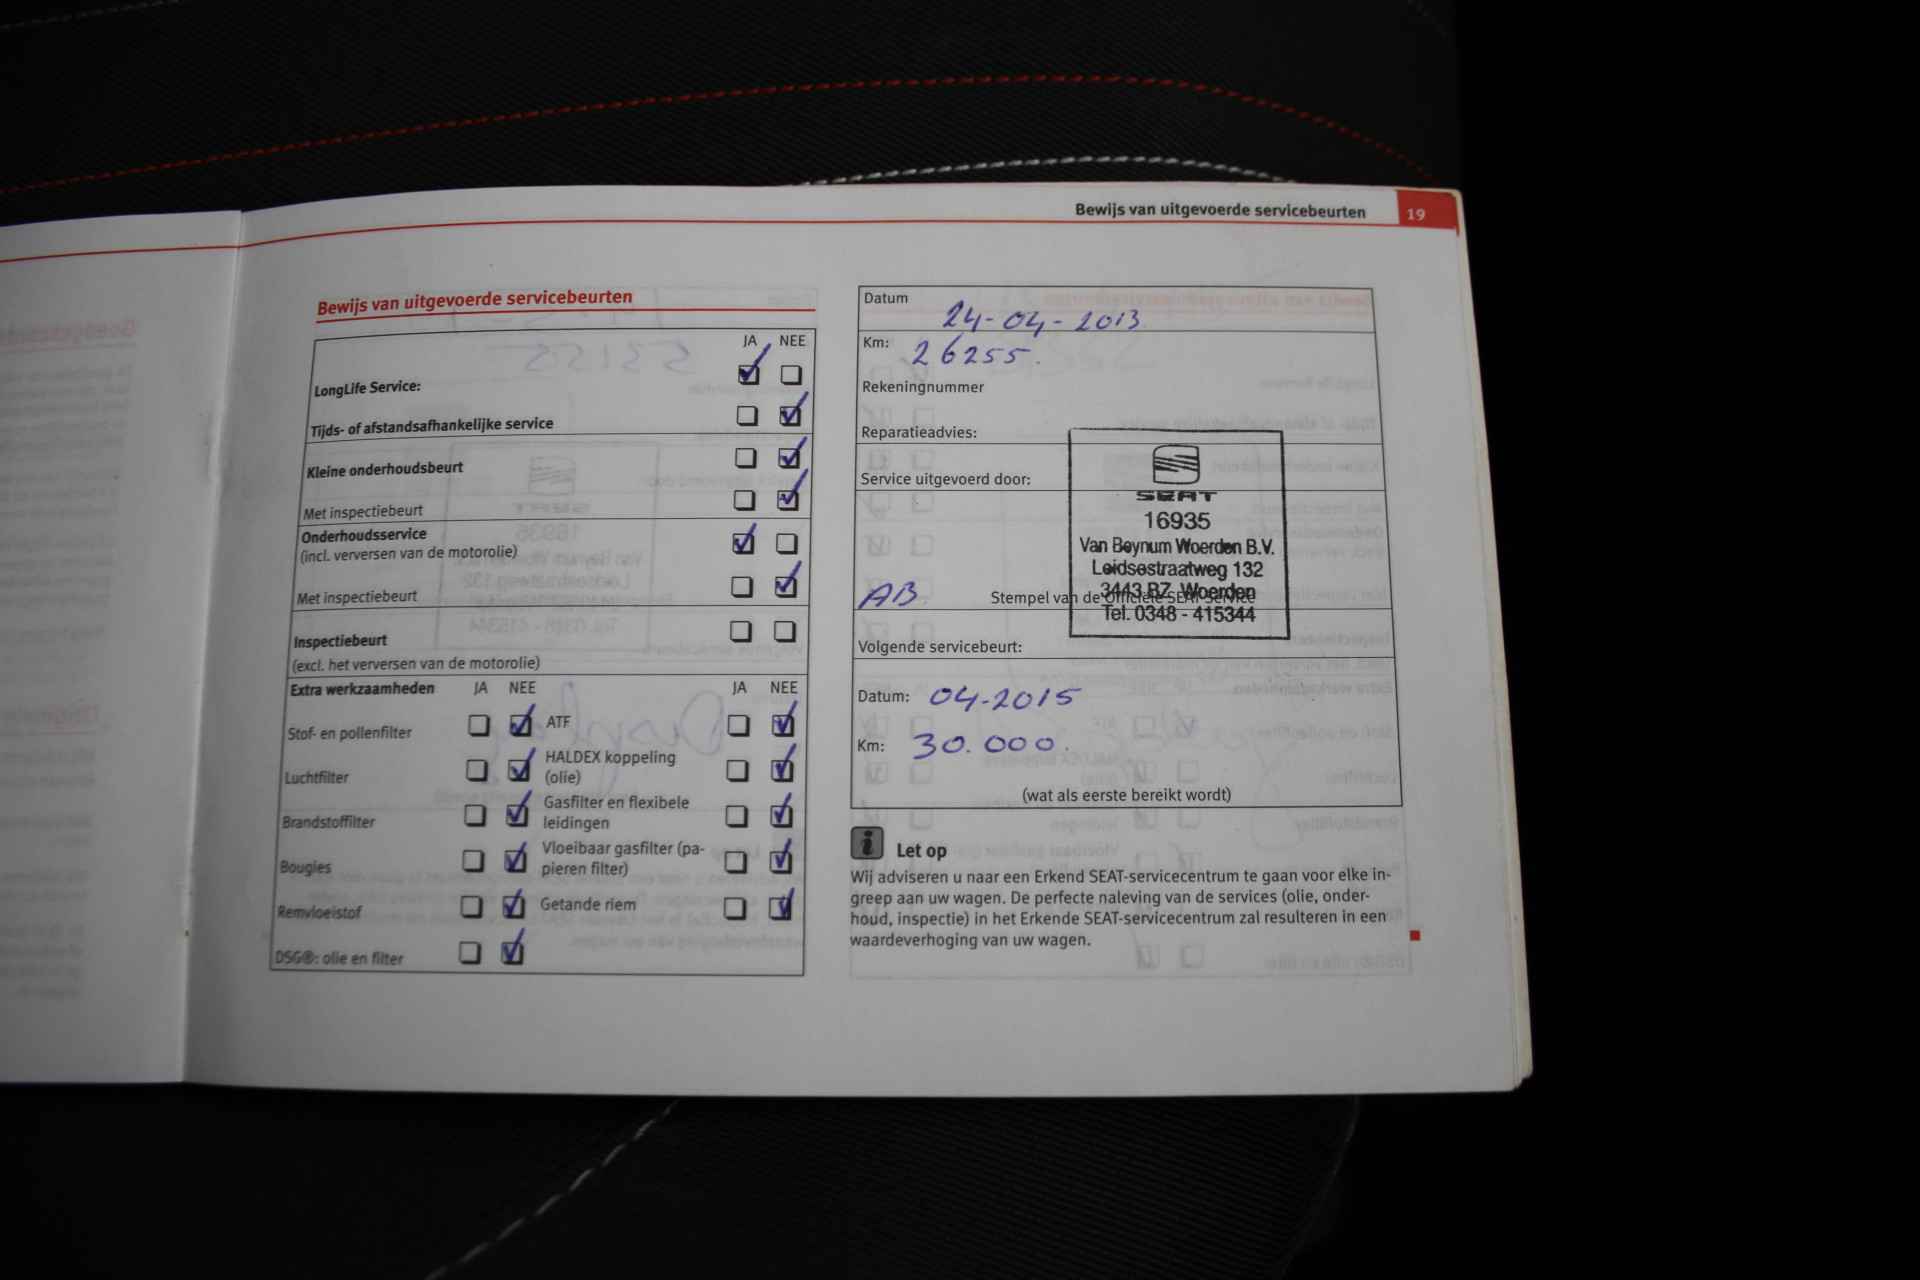 Bewijs van uitgevoerde servicebeurten 19
Bewijs van uitgevoerde servicebeurten
JA NEE
LongLife Service:
Tijds- of afstandsafhankelijke service
Kleine onderhoudsbeurt
Met inspectiebeurt
Onderhoudsservice
(incl. verversen van de motorolie)
Met inspectiebeurt
Inspectiebeurt
(excl. het verversen van de motorolie)
Extra werkzaamheden JA NEE JA NEE
Stof- en pollenfilter ATF
Luchtfilter HALDEX koppeling
(olie)
Brandstoffilter Gasfilter en flexibele
leidingen
Bougies Vloeibaar gasfilter (pa-
pieren filter)
Remvloeistof Getande riem
DSG®: olie en filter
Datum
24-04-2013
Km: 26255.
Rekeningnummer
Reparatieadvies:
Service uitgevoerd door:
SEAT
16935
Van Beynum Woerden B.V.
Leidsestraatweg 132
3443 BZ Woerden
Tel. 0348 - 415344
AB. Stempel van de Officiële SEAT-Service
Volgende servicebeurt:
Datum: 04-2015
Km: 30.000.
(wat als eerste bereikt wordt)
i Let op
Wij adviseren u naar een Erkend SEAT-servicecentrum te gaan voor elke in-
greep aan uw wagen. De perfecte naleving van de services (olie, onder-
houd, inspectie) in het Erkende SEAT-servicecentrum zal resulteren in een
waardeverhoging van uw wagen.